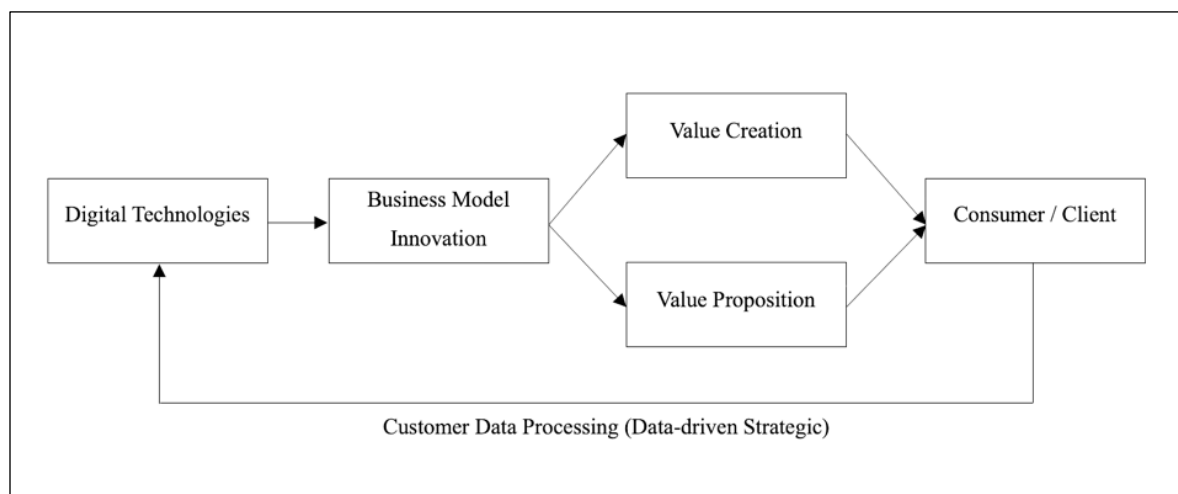 Value Creation
Digital Technologies
Business Model
Innovation
Consumer / Client
Value Proposition
Customer Data Processing (Data-driven Strategic)